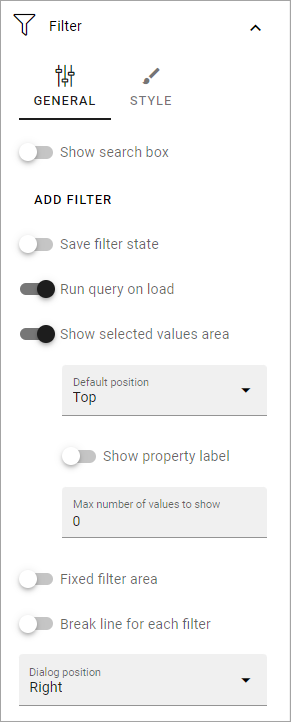 Filter
GENERAL STYLE
Show search box
ADD FILTER
Save filter state
Run query on load
Show selected values area
Default position
Top
Show property label
Max number of values to show
0
Fixed filter area
Break line for each filter
Dialog position
Right